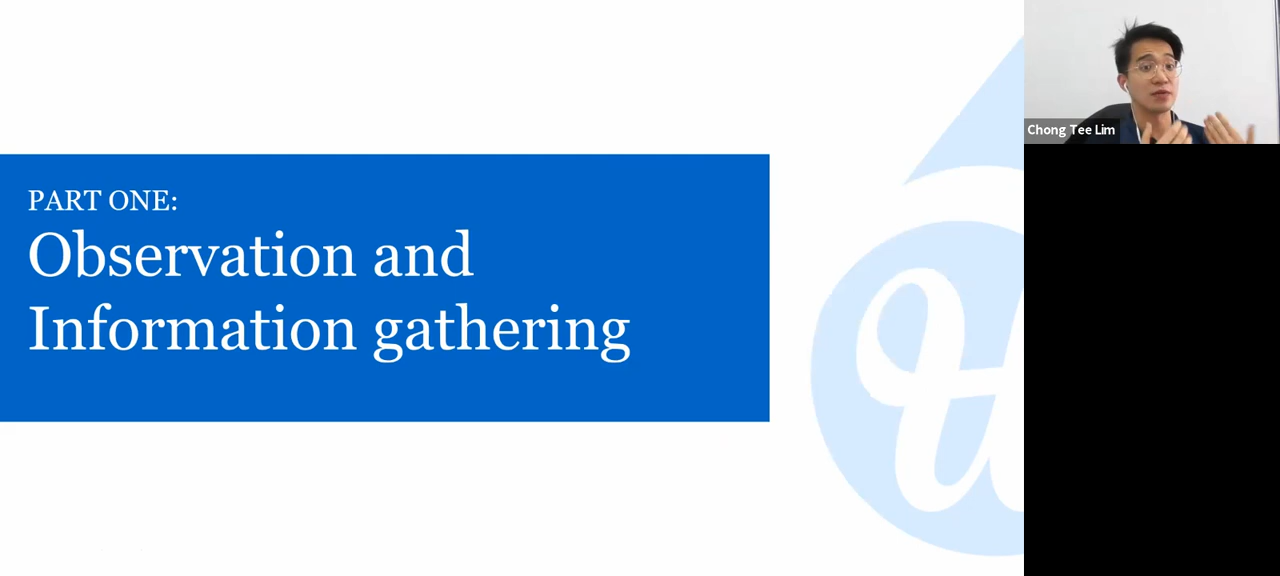 PART ONE:
Observation and
Information gathering
Chong Tee Lim